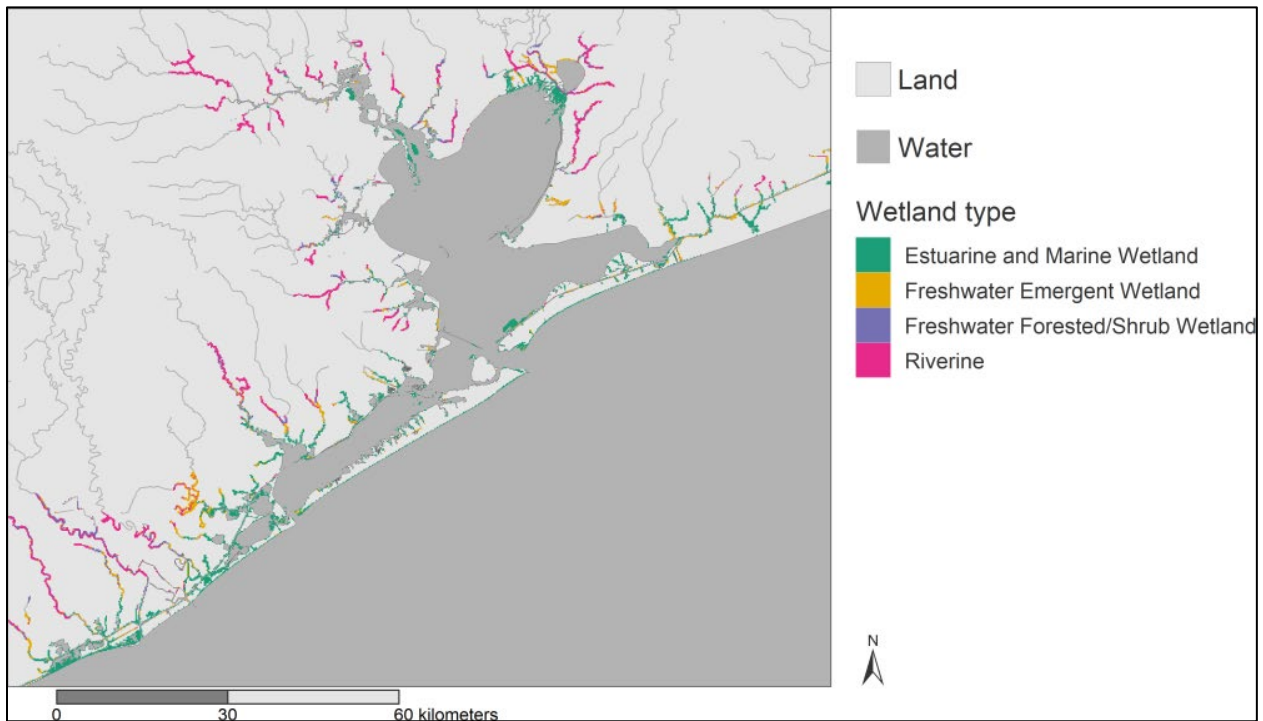 Land
Water
Wetland type
Estuarine and Marine Wetland
Freshwater Emergent Wetland
Freshwater Forested/Shrub Wetland
Riverine
N
0 30 60 kilometers